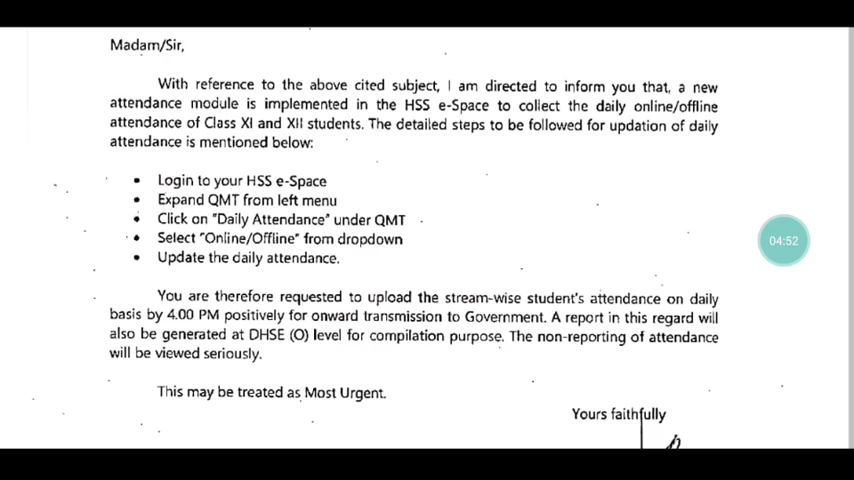 Madam/Sir,
With reference to the above cited subject, I am directed to inform you that, a new
attendance module is implemented in the HSS e-Space to collect the daily online/offline
attendance of Class XI and XII students. The detailed steps to be followed for updation of daily
attendance is mentioned below:
• Login to your HSS e-Space
• Expand QMT from left menu
• Click on "Daily Attendance" under QMT
• Select "Online/Offline" from dropdown
• Update the daily attendance.
04:52
You are therefore requested to upload the stream-wise student's attendance on daily
basis by 4.00 PM positively for onward transmission to Government. A report in this regard will
also be generated at DHSE (O) level for compilation purpose. The non-reporting of attendance
will be viewed seriously.
This may be treated as Most Urgent.
Yours faithfully